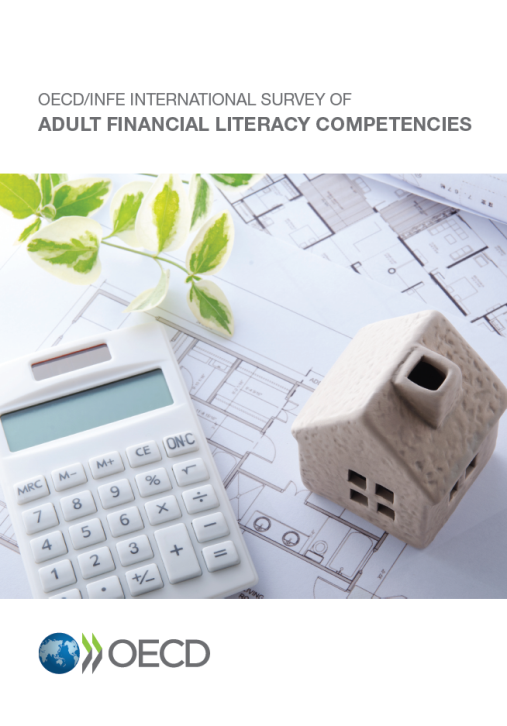 OECD/INFE INTERNATIONAL SURVEY OF
ADULT FINANCIAL LITERACY COMPETENCIES
MRC M– M+ CE ON·C
7 8 9 % √
4 5 6 × ÷
1 2 3 + –
· +/– =
OECD